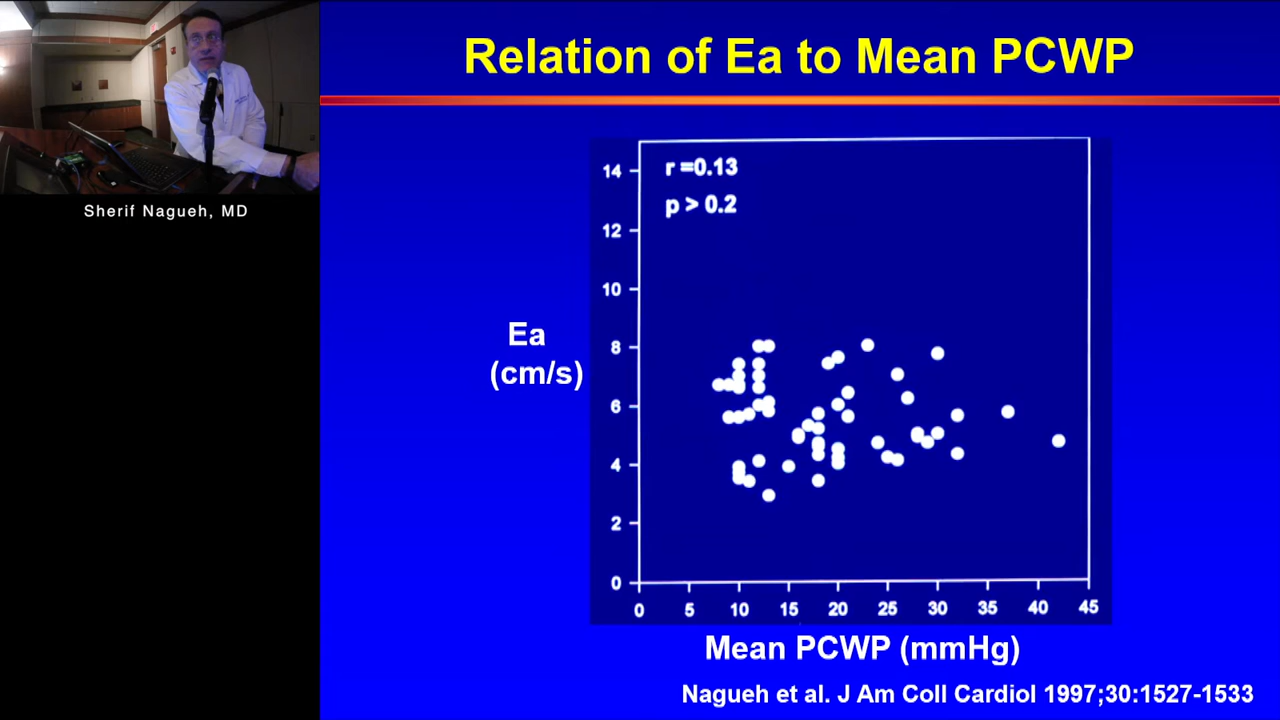 Sherif Nagueh, MD
Relation of Ea to Mean PCWP
r =0.13
p > 0.2
14
12
10
8
6
4
2
0
Ea
(cm/s)
0 5 10 15 20 25 30 35 40 45
Mean PCWP (mmHg)
Nagueh et al. J Am Coll Cardiol 1997;30:1527-1533